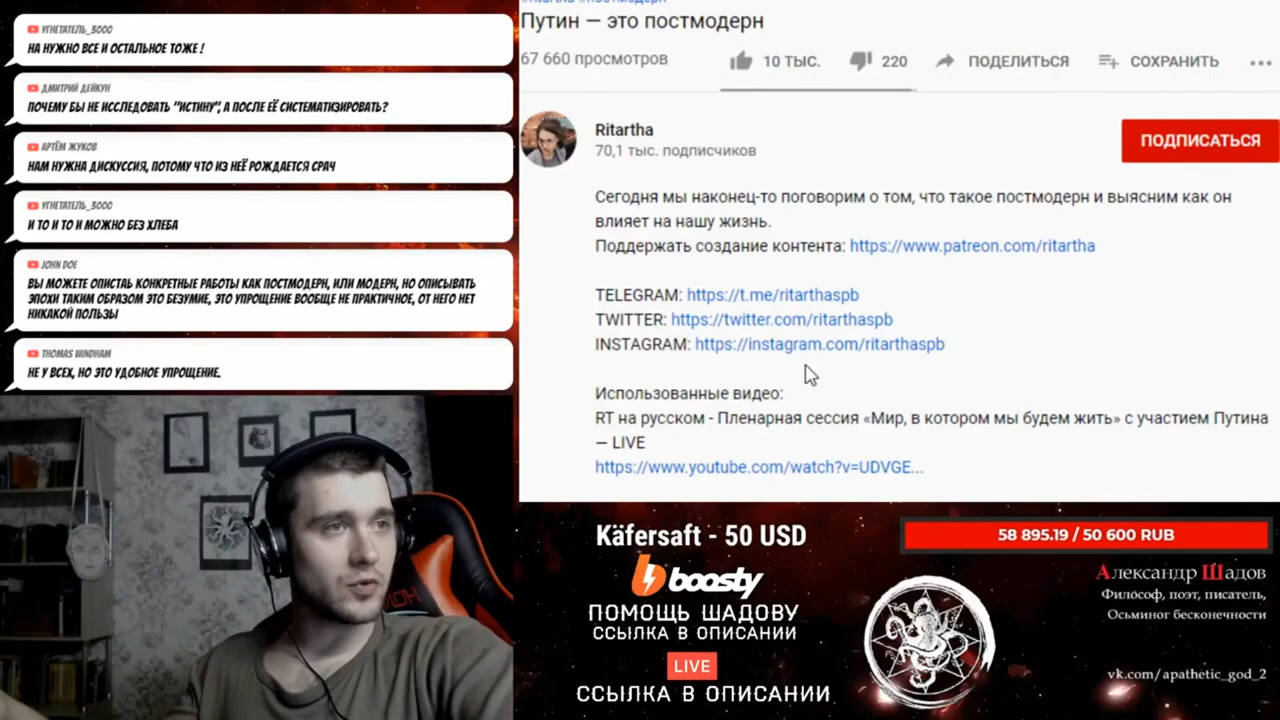 УГНЕТАТЕЛЬ_3000
НА НУЖНО ВСЕ И ОСТАЛЬНОЕ ТОЖЕ !
ДМИТРИЙ ДЕЙКУН
ПОЧЕМУ БЫ НЕ ИССЛЕДОВАТЬ "ИСТИНУ", А ПОСЛЕ ЕЁ СИСТЕМАТИЗИРОВАТЬ?
АРТЁМ ЖУКОВ
НАМ НУЖНА ДИСКУССИЯ, ПОТОМУ ЧТО ИЗ НЕЁ РОЖДАЕТСЯ СРАЧ
УГНЕТАТЕЛЬ_3000
И ТО И ТО И МОЖНО БЕЗ ХЛЕБА
JOHN DOE
ВЫ МОЖЕТЕ ОПИСТАЬ КОНКРЕТНЫЕ РАБОТЫ КАК ПОСТМОДЕРН, ИЛИ МОДЕРН, НО ОПИСЫВАТЬ
ЭПОХИ ТАКИМ ОБРАЗОМ ЭТО БЕЗУМИЕ, ЭТО УПРОЩЕНИЕ ВООБЩЕ НЕ ПРАКТИЧНОЕ, ОТ НЕГО НЕТ
НИКАКОЙ ПОЛЬЗЫ
THOMAS WINDHAM
НЕ У ВСЕХ, НО ЭТО УДОБНОЕ УПРОЩЕНИЕ.
Путин — это постмодерн
67 660 просмотров
10 ТЫС.
220
ПОДЕЛИТЬСЯ
СОХРАНИТЬ
Ritartha
70,1 тыс. подписчиков
ПОДПИСАТЬСЯ
Сегодня мы наконец-то поговорим о том, что такое постмодерн и выясним как он
влияет на нашу жизнь.
Поддержать создание контента: https://www.patreon.com/ritartha
TELEGRAM: https://t.me/ritarthaspb
TWITTER: https://twitter.com/ritarthaspb
INSTAGRAM: https://instagram.com/ritarthaspb
Использованные видео:
RT на русском - Пленарная сессия «Мир, в котором мы будем жить» с участием Путина
— LIVE
https://www.youtube.com/watch?v=UDVGE...
Käfersaft - 50 USD
boosty
ПОМОЩЬ ШАДОВУ
ССЫЛКА В ОПИСАНИИ
LIVE
ССЫЛКА В ОПИСАНИИ
58 895.19 / 50 600 RUB
Александр Шадов
Философ, поэт, писатель,
Осьминог бесконечности
vk.com/apathetic_god_2